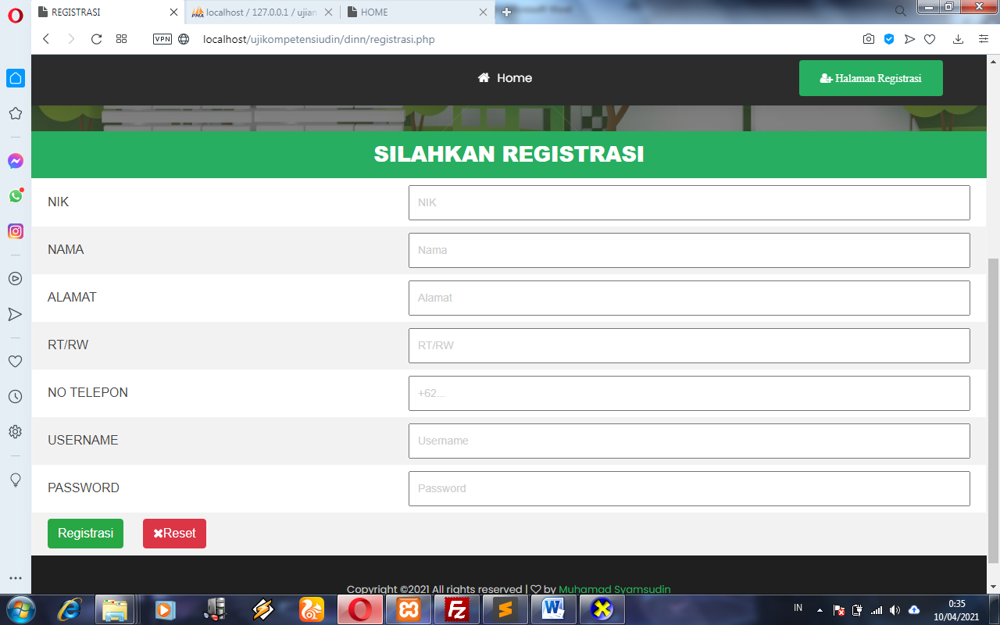 REGISTRASI
localhost / 127.0.0.1 / ujian
HOME
VPN
localhost/ujikompetensiudin/dinn/registrasi.php
Home
Halaman Registrasi
SILAHKAN REGISTRASI
NIK
NIK
NAMA
Nama
ALAMAT
Alamat
RT/RW
RT/RW
NO TELEPON
+62...
USERNAME
Username
PASSWORD
Password
Registrasi
Reset
Copyright ©2021 All rights reserved | ♡ by Muhamad Syamsudin
IN
0:35
10/04/2021